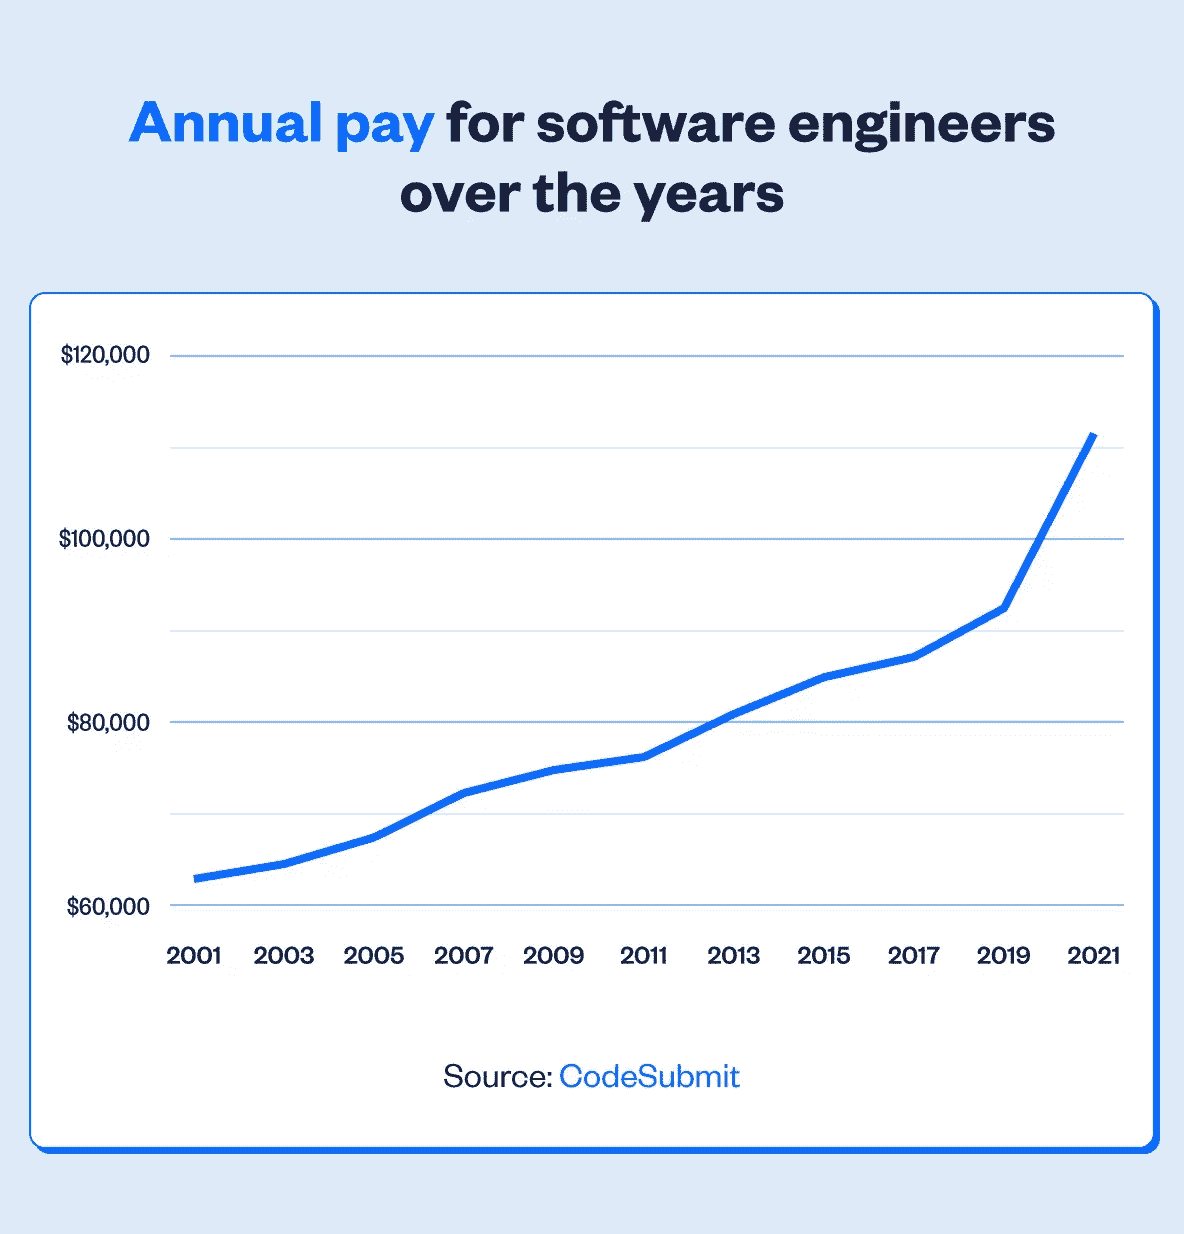 Annual pay for software engineers
over the years
$120,000
$100,000
$80,000
$60,000
2001 2003 2005 2007 2009 2011 2013 2015 2017 2019 2021
Source: CodeSubmit